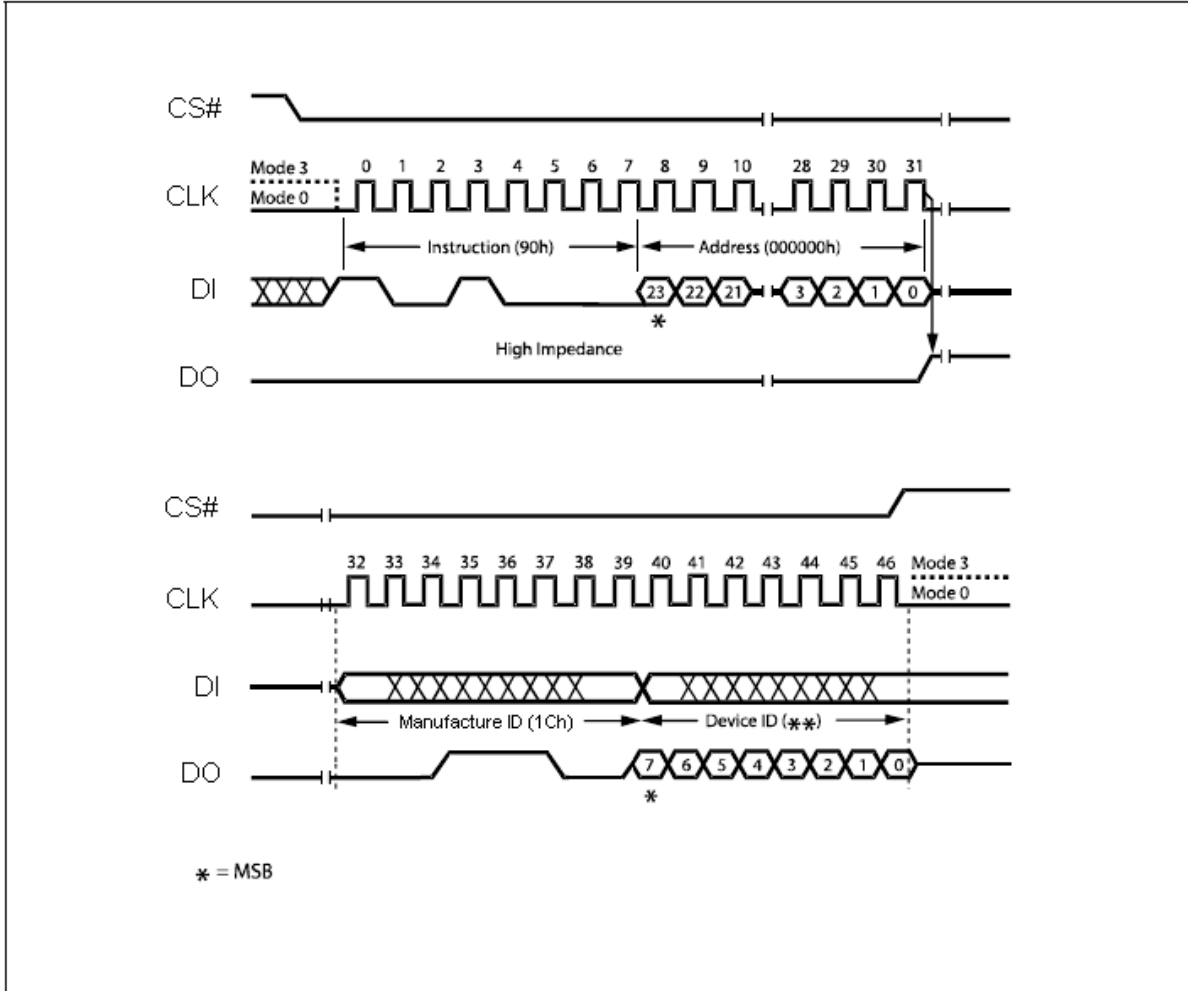 CS#
Mode 3 0 1 2 3 4 5 6 7 8 9 10 28 29 30 31
CLK
Mode 0
Instruction (90h) Address (000000h)
DI 23 22 21 3 2 1 0
*
High Impedance
DO
CS#
32 33 34 35 36 37 38 39 40 41 42 43 44 45 46 Mode 3
CLK Mode 0
DI
Manufacture ID (1Ch) Device ID (**)
DO 7 6 5 4 3 2 1 0
*
* = MSB